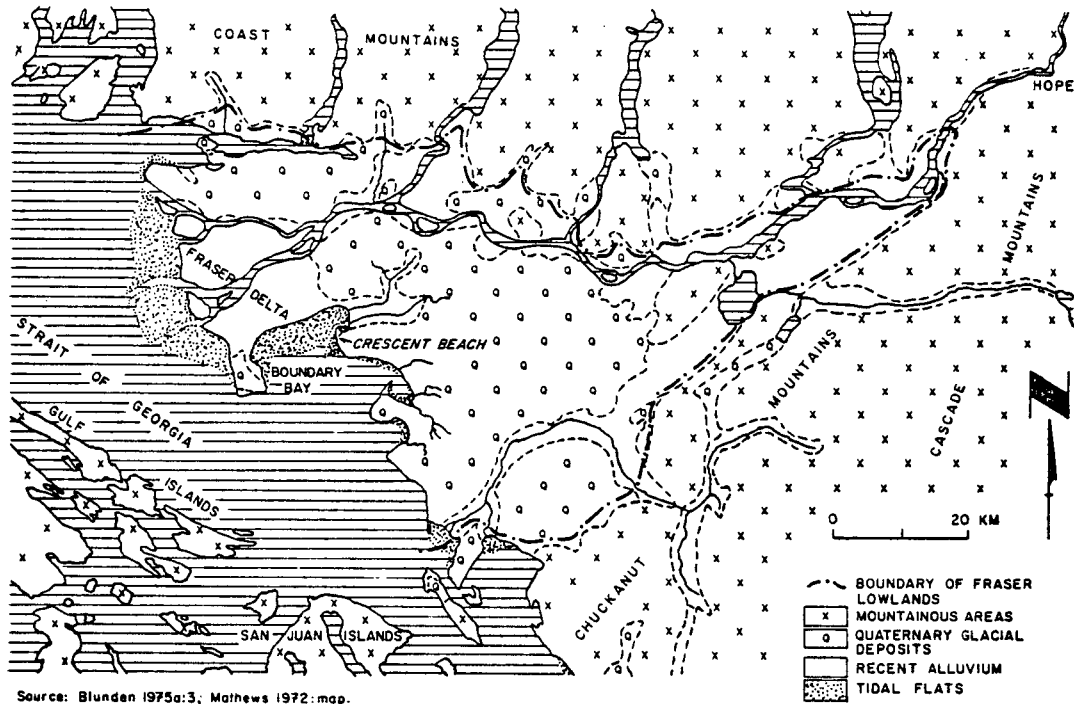 COAST MOUNTAINS
HOPE
MOUNTAINS
FRASER DELTA
CRESCENT BEACH
BOUNDARY
BAY
STRAIT OF GEORGIA
GULF ISLANDS
MOUNTAINS
CASCADE
CHUCKANUT
SAN JUAN ISLANDS
0 20 KM
BOUNDARY OF FRASER
LOWLANDS
x MOUNTAINOUS AREAS
Q QUATERNARY GLACIAL
DEPOSITS
RECENT ALLUVIUM
TIDAL FLATS
Source: Blunden 1975a:3; Mathews 1972:map.